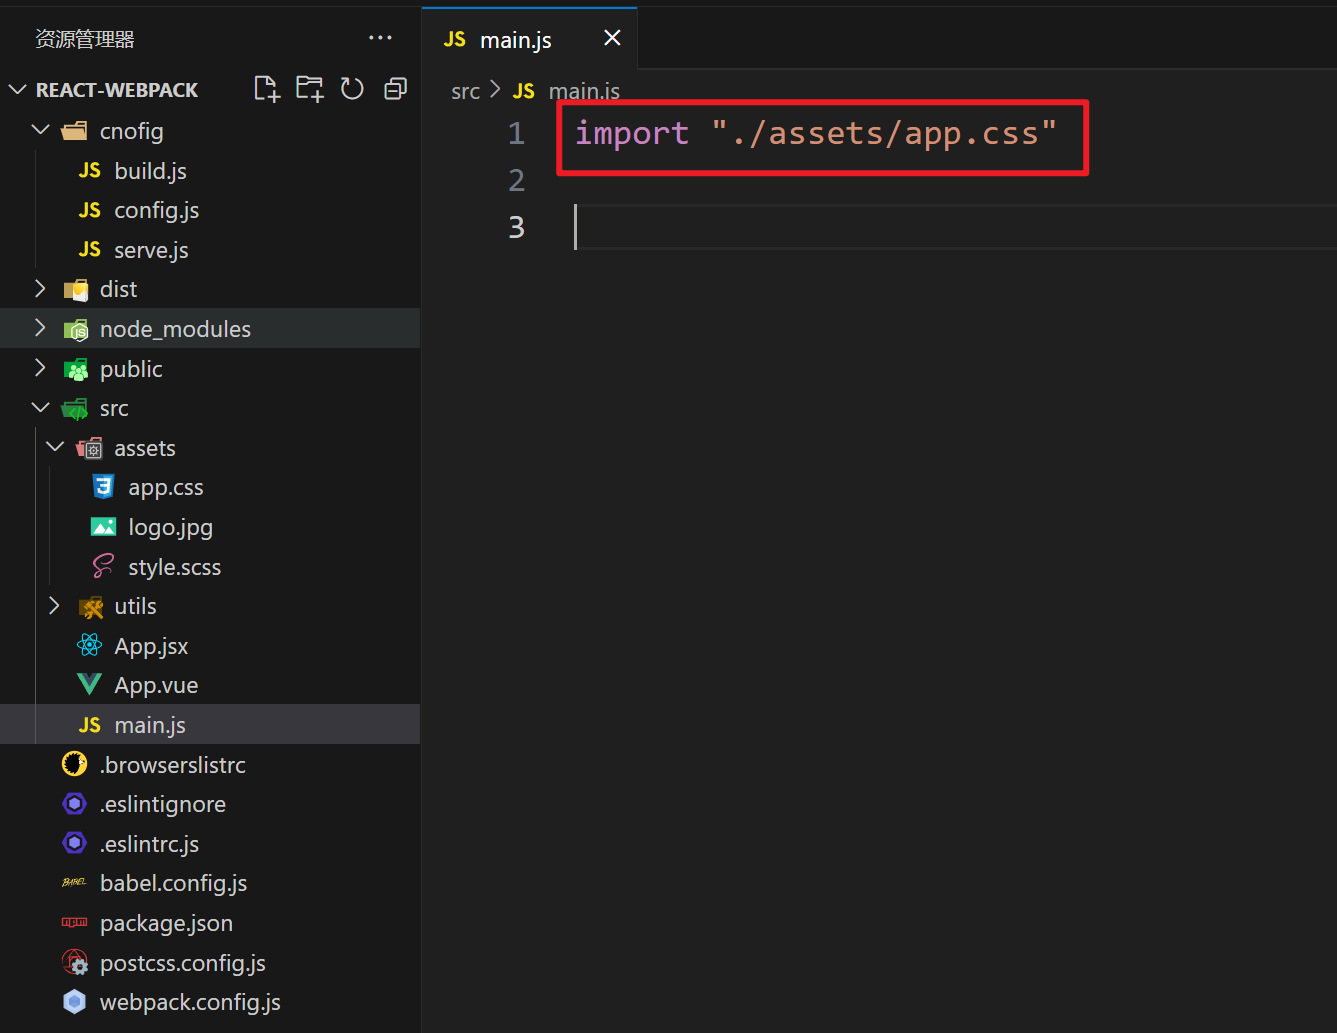 资源管理器
REACT-WEBPACK
cnofig
JS build.js
JS config.js
JS serve.js
dist
node_modules
public
src
assets
app.css
logo.jpg
style.scss
utils
App.jsx
App.vue
JS main.js
.browserslistrc
.eslintignore
.eslintrc.js
BABEL babel.config.js
npm package.json
postcss.config.js
webpack.config.js
JS main.js
src > JS main.js
1 import "./assets/app.css"
2
3